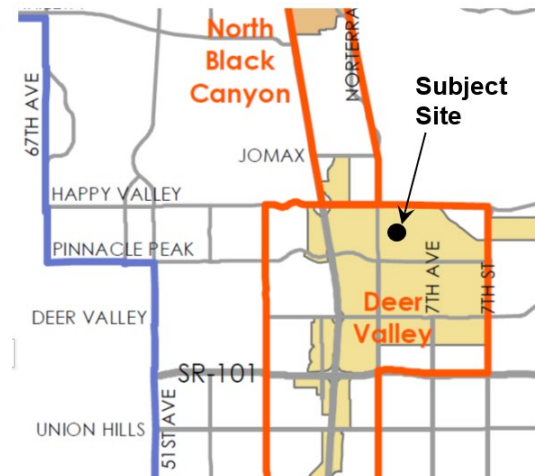 North
Black
Canyon
NORTERRA
Subject
Site
67TH AVE
JOMAX
HAPPY VALLEY
PINNACLE PEAK
7TH AVE
7TH ST
DEER VALLEY
Deer
Valley
SR-101
51ST AVE
UNION HILLS